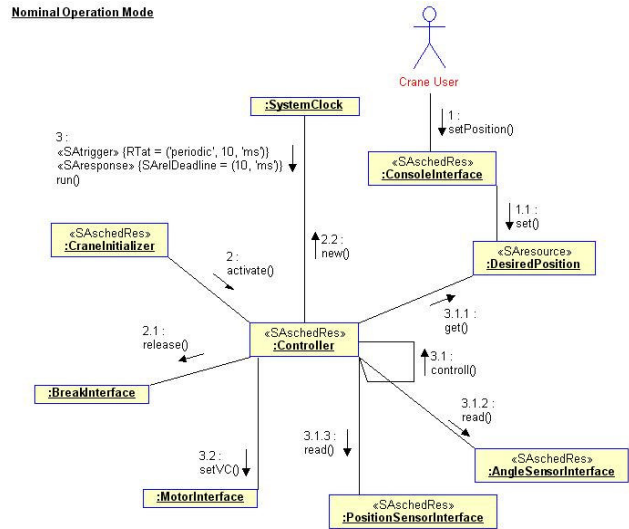 Nominal Operation Mode
Crane User
:SystemClock
1 :
setPosition()
3 :
«SAtrigger» {RTat = ('periodic', 10, 'ms')}
«SAresponse» {SArelDeadline = (10, 'ms')}
run()
«SAschedRes»
:ConsoleInterface
1.1 :
set()
«SAschedRes»
:CraneInitializer
2 :
activate()
2.2 :
new()
«SAresource»
:DesiredPosition
3.1.1 :
get()
2.1 :
release()
«SAschedRes»
:Controller
3.1 :
controll()
:BreakInterface
3.1.2 :
read()
3.1.3 :
read()
3.2 :
setVC()
«SAschedRes»
:AngleSensorInterface
:MotorInterface
«SAschedRes»
:PositionSensorInterface